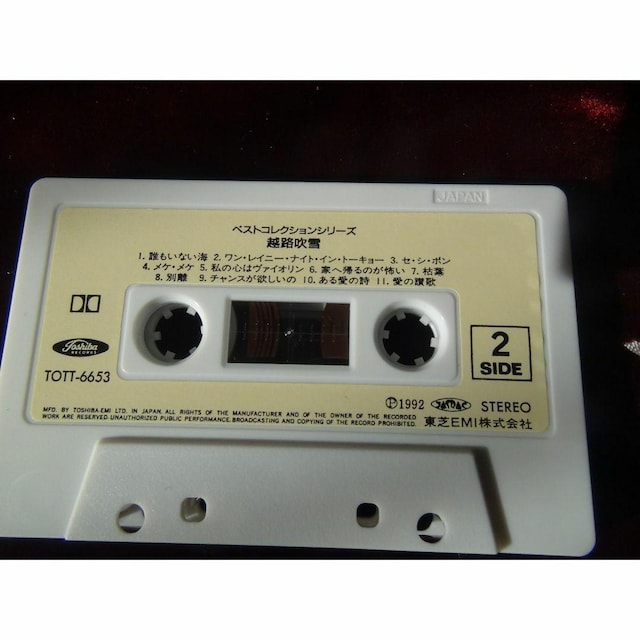 JAPAN
ベストコレクションシリーズ
越路吹雪
1. 誰もいない海 2. ワン・レイニー・ナイト・イン・トーキョー 3. セ・シ・ボン
4. メケ・メケ 5. 私の心はヴァイオリン 6. 家へ帰るのが怖い 7. 枯葉
8. 別離 9. チャンスが欲しいの 10. ある愛の詩 11. 愛の讃歌
Toshiba
RECORDS
TOTT-6653
2
SIDE
Ⓟ1992 STEREO
MFD. BY TOSHIBA-EMI LTD. IN JAPAN. ALL RIGHTS OF THE MANUFACTURER AND OF THE OWNER OF THE RECORDED
WORK ARE RESERVED. UNAUTHORIZED PUBLIC PERFORMANCE, BROADCASTING AND COPYING OF THE RECORD PROHIBITED.
東芝EMI株式会社